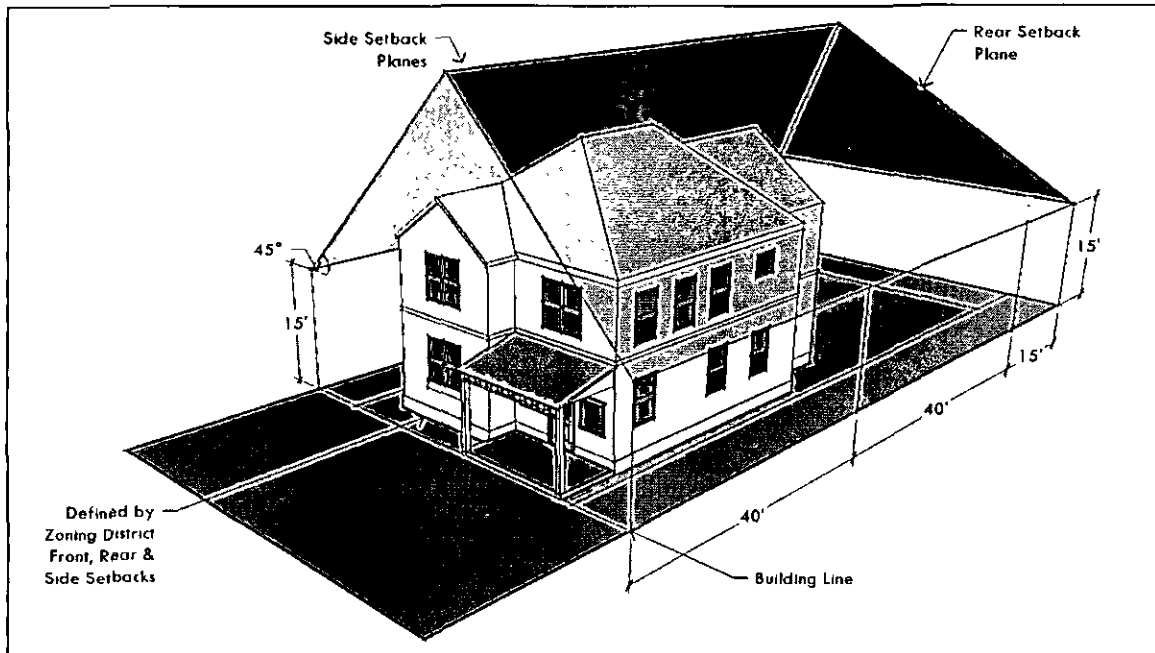 Side Setback
Planes
Rear Setback
Plane
45°
15'
15'
15'
40'
40'
Defined by
Zoning District
Front, Rear &
Side Setbacks
Building Line